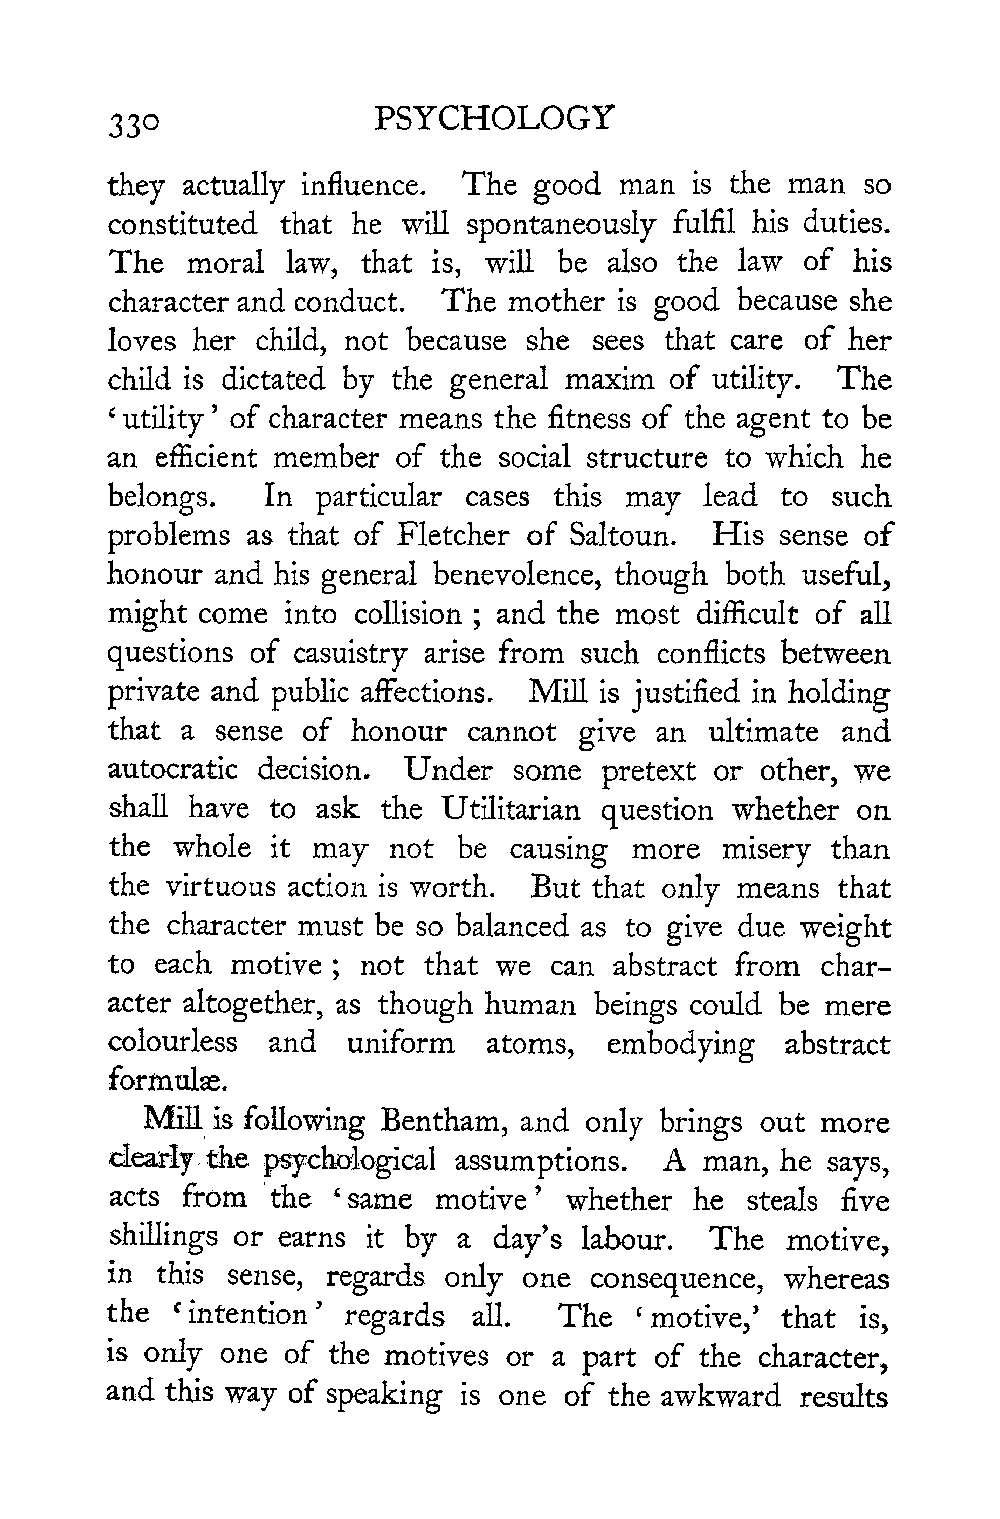 330 PSYCHOLOGY
they actually influence. The good man is the man so
constituted that he will spontaneously fulfil his duties.
The moral law, that is, will be also the law of his
character and conduct. The mother is good because she
loves her child, not because she sees that care of her
child is dictated by the general maxim of utility. The
‘utility’ of character means the fitness of the agent to be
an efficient member of the social structure to which he
belongs. In particular cases this may lead to such
problems as that of Fletcher of Saltoun. His sense of
honour and his general benevolence, though both useful,
might come into collision ; and the most difficult of all
questions of casuistry arise from such conflicts between
private and public affections. Mill is justified in holding
that a sense of honour cannot give an ultimate and
autocratic decision. Under some pretext or other, we
shall have to ask the Utilitarian question whether on
the whole it may not be causing more misery than
the virtuous action is worth. But that only means that
the character must be so balanced as to give due weight
to each motive ; not that we can abstract from char-
acter altogether, as though human beings could be mere
colourless and uniform atoms, embodying abstract
formulæ.
Mill is following Bentham, and only brings out more
clearly the psychological assumptions. A man, he says,
acts from the ‘same motive’ whether he steals five
shillings or earns it by a day’s labour. The motive,
in this sense, regards only one consequence, whereas
the ‘intention’ regards all. The ‘motive,’ that is,
is only one of the motives or a part of the character,
and this way of speaking is one of the awkward results